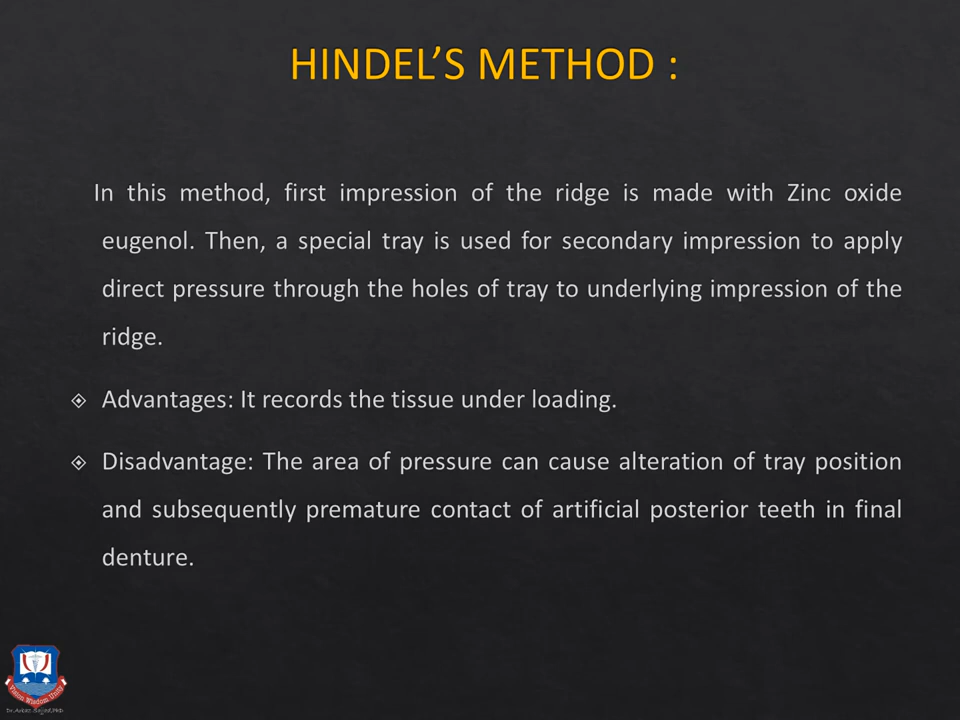 HINDEL’S METHOD :
In this method, first impression of the ridge is made with Zinc oxide
eugenol. Then, a special tray is used for secondary impression to apply
direct pressure through the holes of tray to underlying impression of the
ridge.
Advantages: It records the tissue under loading.
Disadvantage: The area of pressure can cause alteration of tray position
and subsequently premature contact of artificial posterior teeth in final
denture.
Vision Wisdom Unity